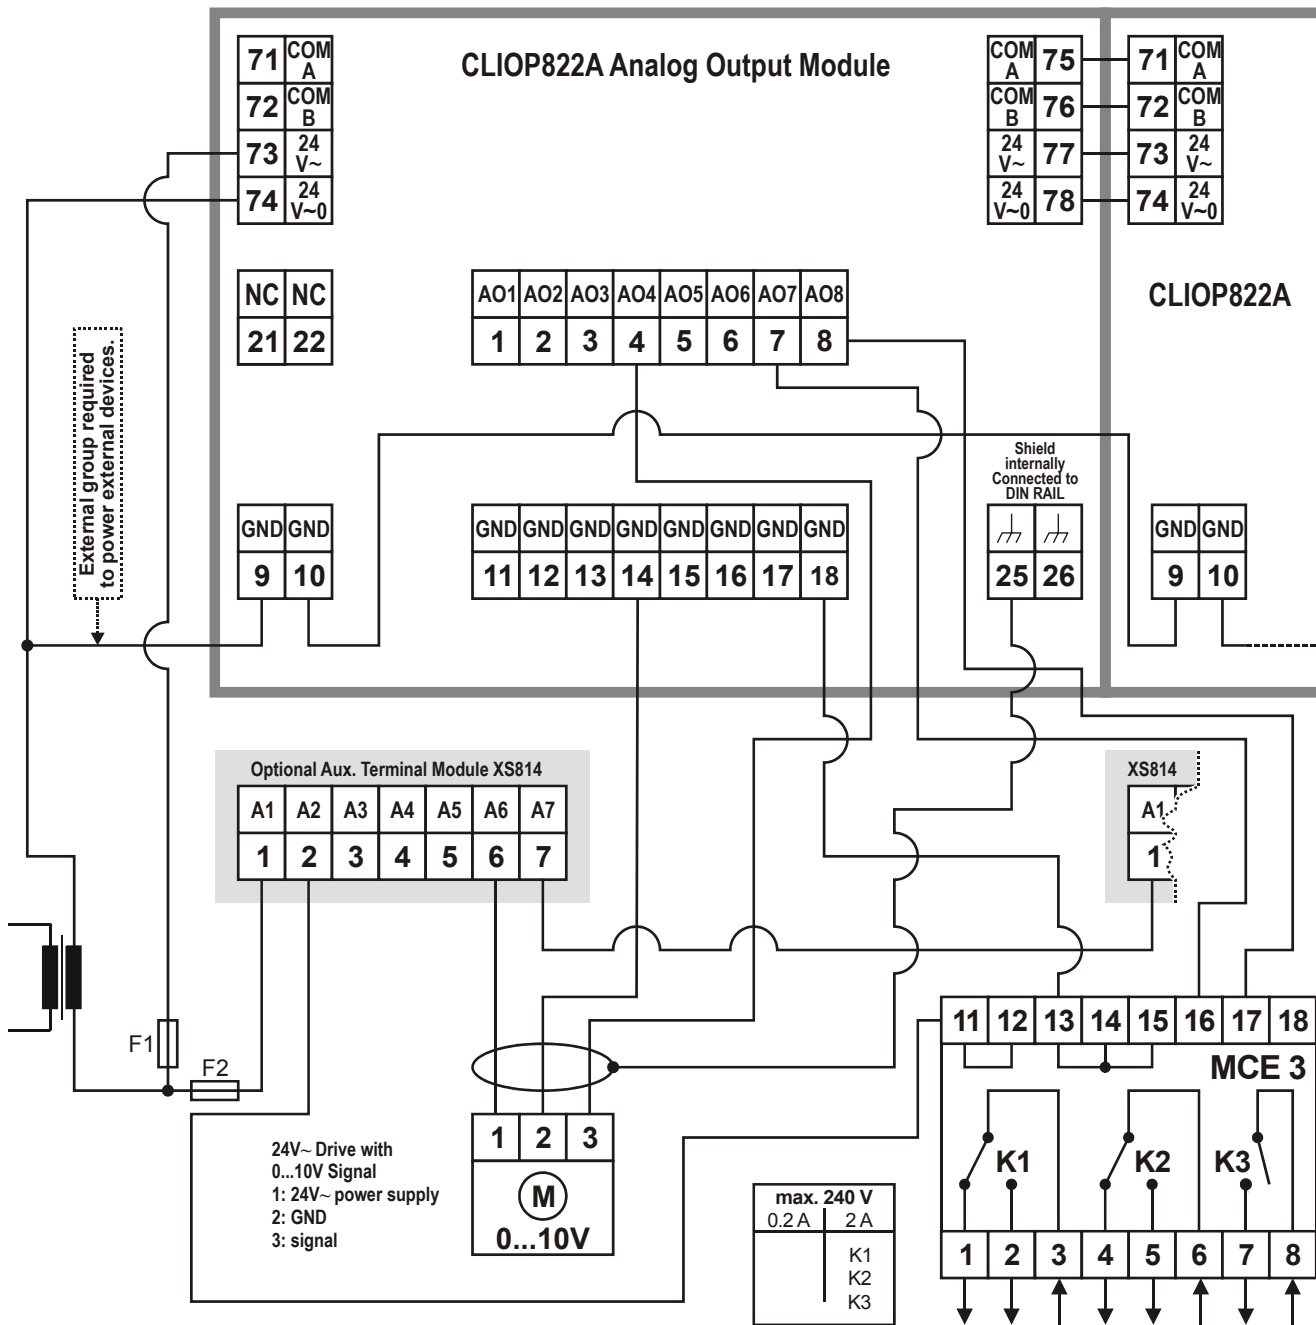 CLIOP822A Analog Output Module
71 COM A
72 COM B
73 24 V~
74 24 V~0
COM A 75
COM B 76
24 V~ 77
24 V~0 78
71 COM A
72 COM B
73 24 V~
74 24 V~0
NC NC
21 22
AO1 AO2 AO3 AO4 AO5 AO6 AO7 AO8
1 2 3 4 5 6 7 8
CLIOP822A
External group required
to power external devices.
Shield
internally
Connected to
DIN RAIL
GND GND
9 10
GND GND GND GND GND GND GND GND
11 12 13 14 15 16 17 18
25 26
GND GND
9 10
Optional Aux. Terminal Module XS814
A1 A2 A3 A4 A5 A6 A7
1 2 3 4 5 6 7
XS814
A1
1
F1
F2
11 12 13 14 15 16 17 18
MCE 3
K1 K2 K3
1 2 3 4 5 6 7 8
24V~ Drive with
0...10V Signal
1: 24V~ power supply
2: GND
3: signal
1 2 3
M
0...10V
max. 240 V
0.2 A 2 A
K1
K2
K3